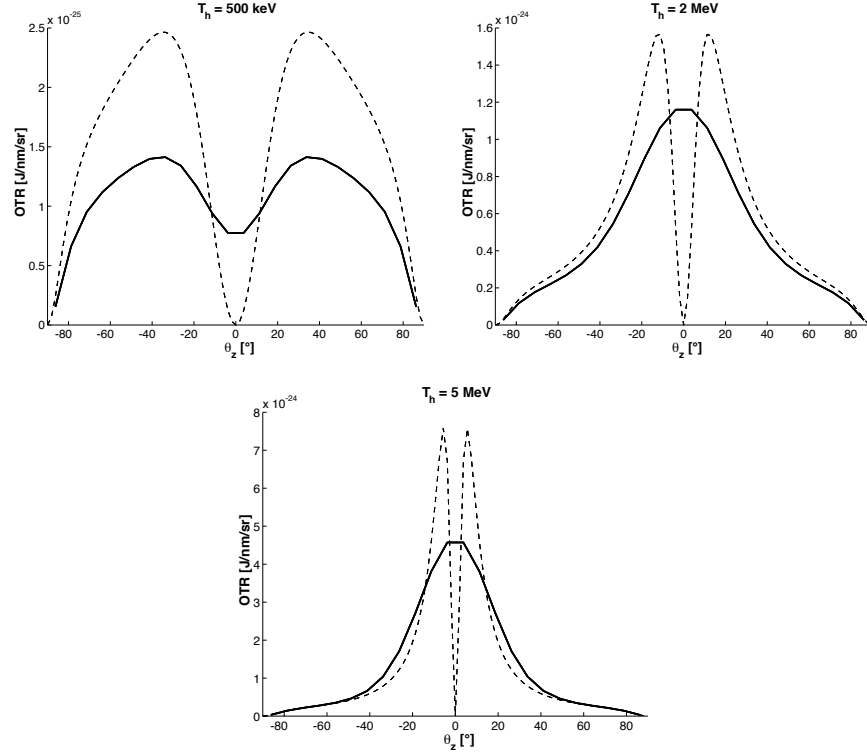 T_h = 500 keV
x 10^-25
2.5
2
1.5
1
0.5
0
OTR [J/nm/sr]
-80 -60 -40 -20 0 20 40 60 80
θ_z [°]
T_h = 2 MeV
x 10^-24
1.6
1.4
1.2
1
0.8
0.6
0.4
0.2
0
OTR [J/nm/sr]
-80 -60 -40 -20 0 20 40 60 80
θ_z [°]
T_h = 5 MeV
x 10^-24
8
7
6
5
4
3
2
1
0
OTR [J/nm/sr]
-80 -60 -40 -20 0 20 40 60 80
θ_z [°]